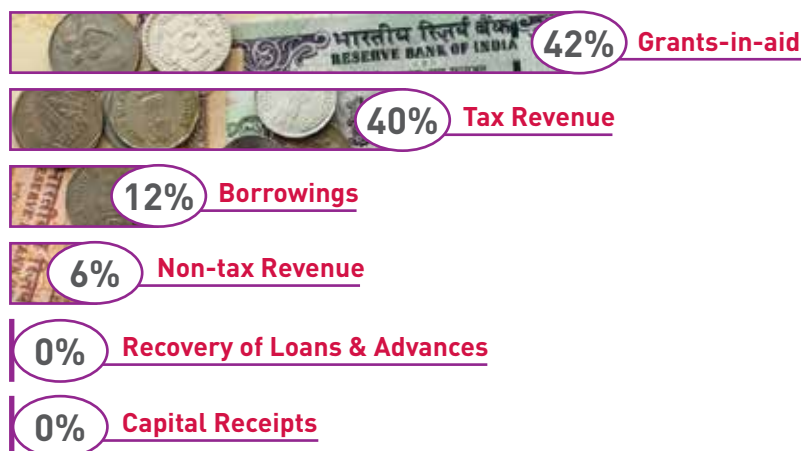 भारतीय रिज़र्व बैंक
RESERVE BANK OF INDIA
42% Grants-in-aid
40% Tax Revenue
12% Borrowings
6% Non-tax Revenue
0% Recovery of Loans & Advances
0% Capital Receipts